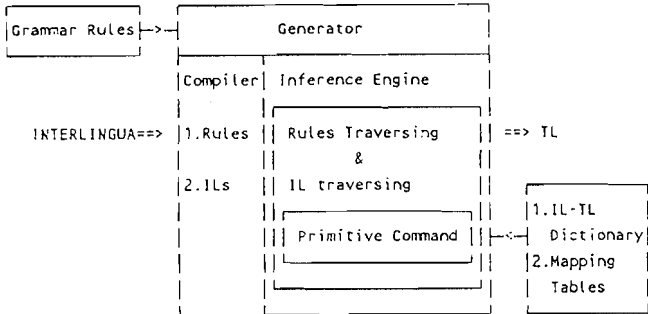 Grammar Rules
Generator
Compiler
Inference Engine
INTERLINGUA==>
1.Rules
Rules Traversing
&
==> TL
2.ILs
IL traversing
Primitive Command
1.IL-TL
Dictionary
2.Mapping
Tables